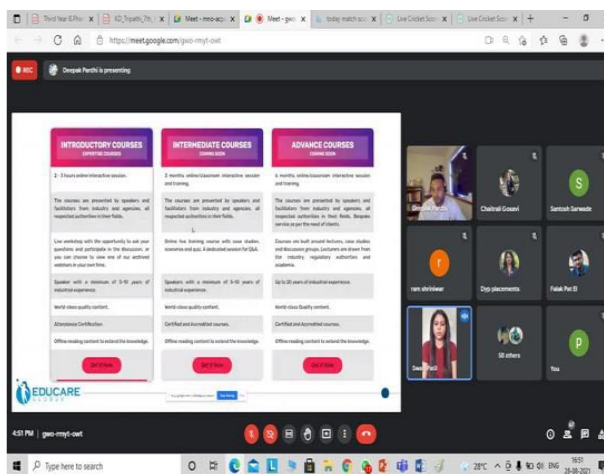 Third Year E.Pharm
KD_Tripathi_7th_
Meet - mno-acp
Meet - gwo-
today match sco
Live Cricket Score
Live Cricket Score
https://meet.google.com/gwo-rmyt-owt
REC
Deepak Pardhi is presenting
INTRODUCTORY COURSES
EXPERTISE COURSES
2 - 3 hours online interactive session.
The courses are presented by speakers and
facilitators from industry and agencies, all
respected authorities in their fields.
Live workshop with the opportunity to ask your
questions and participate in the discussion, or
you can choose to view one of our archived
webinars in your own time.
Speaker with a minimum of 5-10 years of
industrial experience.
World-class quality content.
Attendance Certification.
Offline reading content to extend the knowledge.
Get It Now
INTERMEDIATE COURSES
COMING SOON
3 months online/classroom interactive session
and training.
The courses are presented by speakers and
facilitators from industry and agencies, all
respected authorities in their fields.
Online live training course with case studies,
scenarios and quiz. A dedicated session for Q&A.
Speakers with a minimum of 5-10 years of
industrial experience.
World-class quality content.
Certified and Accredited courses.
Offline reading content to extend the knowledge.
Get It Now
ADVANCE COURSES
COMING SOON
6 months online/classroom interactive session
and training.
The courses are presented by speakers and
facilitators from industry and agencies, all
respected authorities in their fields. Bespoke
service as per the need of clients.
Courses are built around lectures, case studies
and discussion groups. Lecturers are drawn from
the industry, regulatory authorities and
academia.
Up to 20 years of industrial experience.
World-class Quality content.
Certified and Accredited courses.
Offline reading content to extend the knowledge.
Get It Now
EDUCARE
GLOBAL
Deepak Pardhi
Chaitrali Gosavi
S
Santosh Sarwade
r
ram shriniwar
Dyp placements
Falak Pat El
Swati Patil
58 others
P
You
4:51 PM | gwo-rmyt-owt
Type here to search
28°C
ENG
16:51
28-08-2021